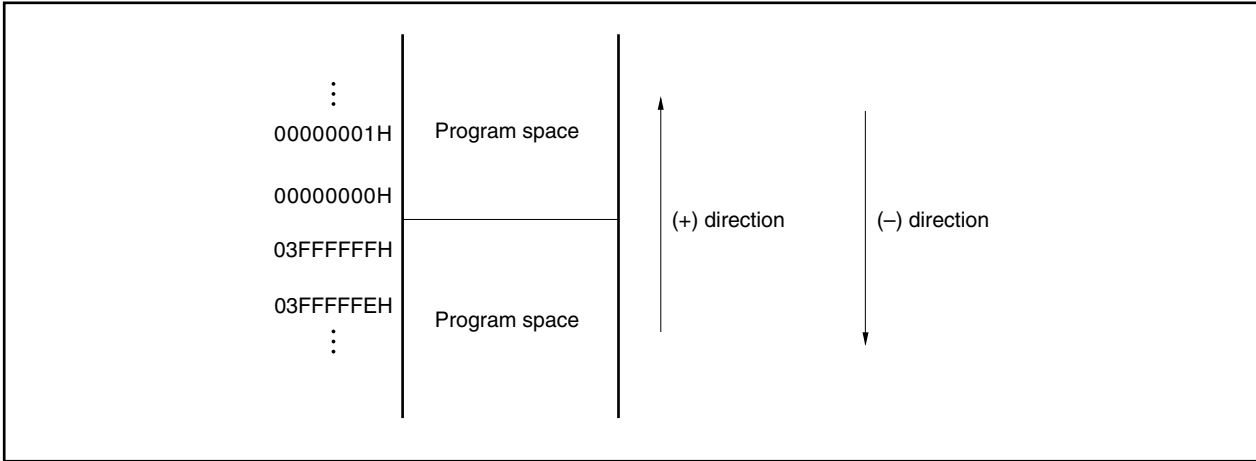 ⋮
00000001H
Program space
00000000H
(+) direction
(–) direction
03FFFFFFH
03FFFFFEH
Program space
⋮